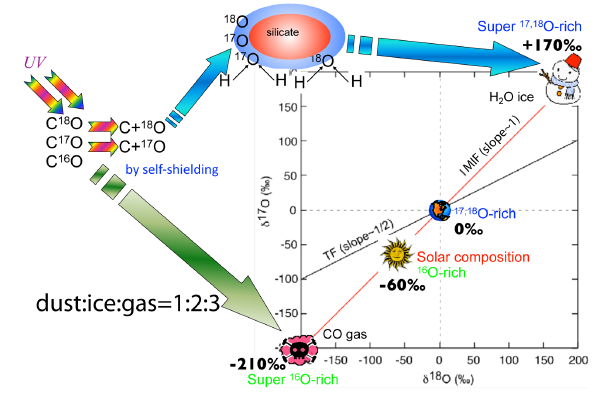 Super 17,18O-rich
+170‰
18O
17O
silicate
17O
18O
H H H
UV
H2O ice
C18O
C17O
C16O
C+18O
C+17O
by self-shielding
150
100
50
0
-50
-100
-150
δ17O (‰)
IMIF (slope~1)
TF (slope~1/2)
17,18O-rich
0‰
Solar composition
16O-rich
-60‰
dust:ice:gas=1:2:3
CO gas
-210‰
Super 16O-rich
-150 -100 -50 0 50 100 150 200
δ18O (‰)